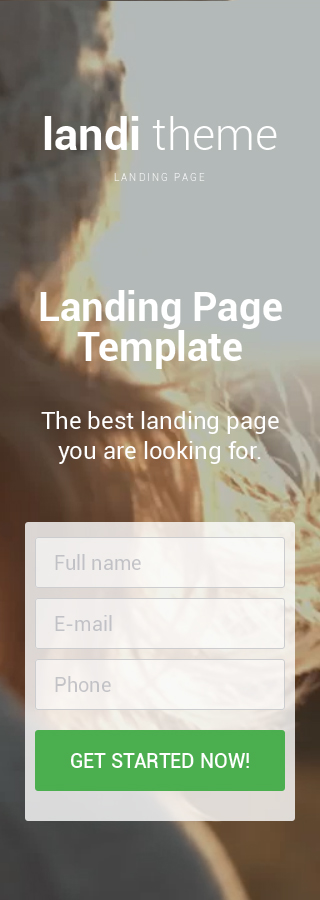 landi theme
LANDING PAGE
Landing Page
Template
The best landing page
you are looking for.
Full name
E-mail
Phone
GET STARTED NOW!